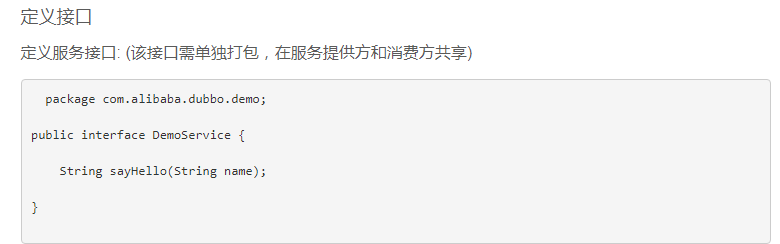 定义接口
定义服务接口: (该接口需单独打包，在服务提供方和消费方共享)
package com.alibaba.dubbo.demo;
public interface DemoService {
String sayHello(String name);
}